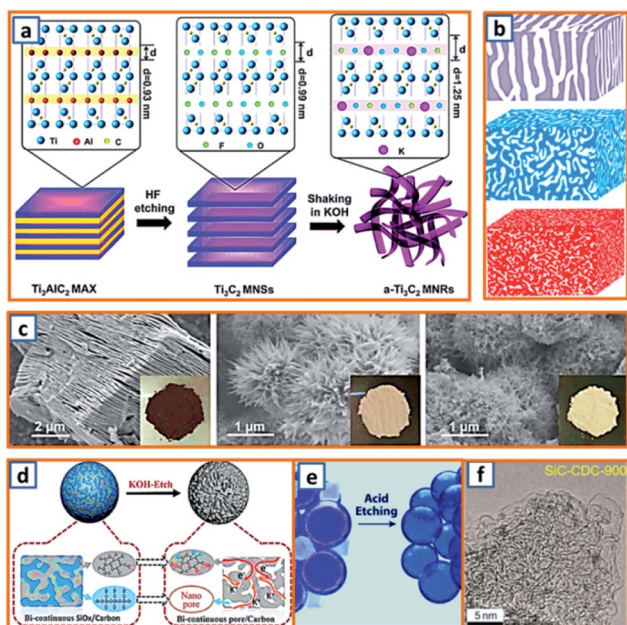 a
d
d=0.93 nm
d
d=0.99 nm
d
d=1.25 nm
Ti Al C
F O
K
HF
etching
Shaking
in KOH
Ti₃AlC₂ MAX
Ti₃C₂ MNSs
a-Ti₃C₂ MNRs
b
c
2 μm
1 μm
1 μm
d
KOH-Etch
e⁻
e⁻
K⁺
K⁺
K⁺
Nano
pore
Bi-continuous SiOx/Carbon
Bi-continuous pore/Carbon
e
Acid
Etching
f
SiC-CDC-900
5 nm